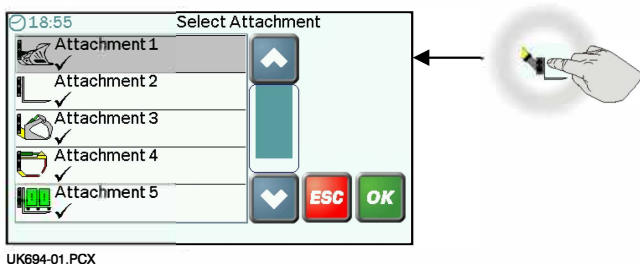 18:55 Select Attachment
Attachment 1
Attachment 2
Attachment 3
Attachment 4
Attachment 5
ESC OK
UK694-01.PCX